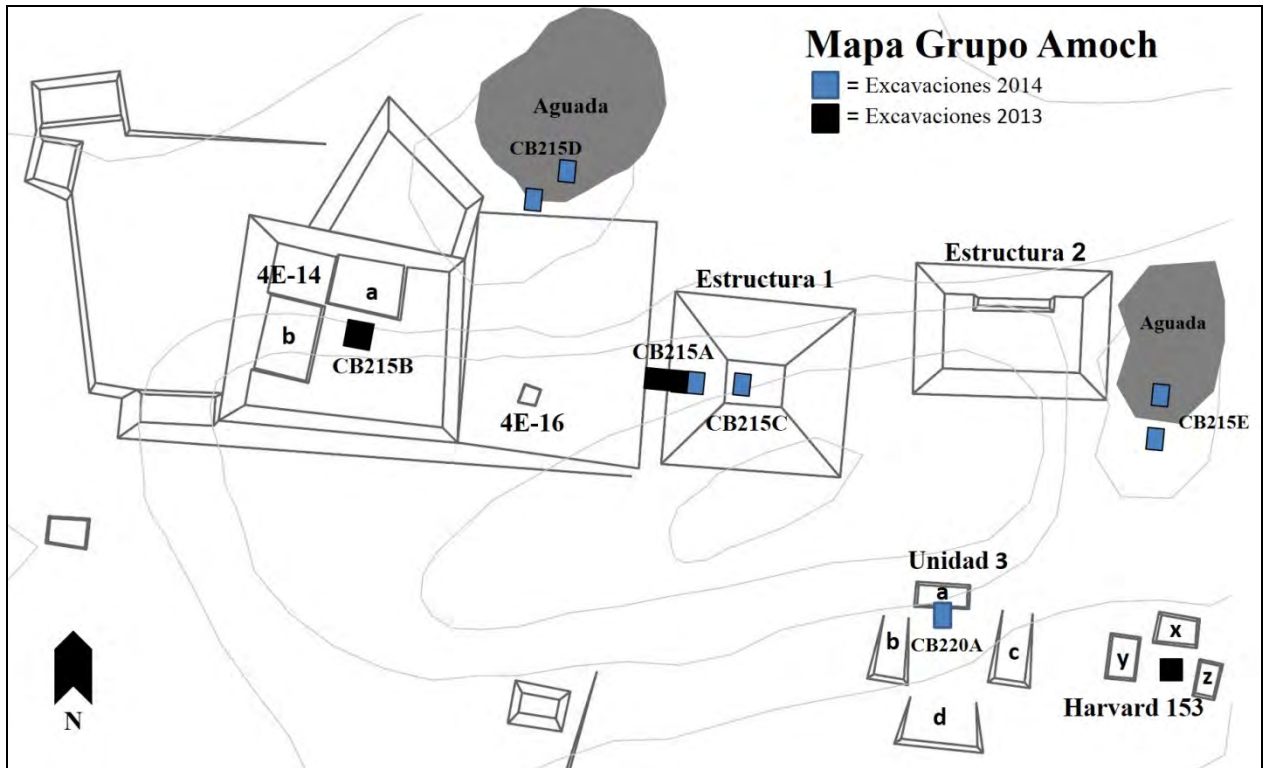 Mapa Grupo Amoch
= Excavaciones 2014
= Excavaciones 2013
Aguada
CB215D
4E-14
a
b
CB215B
4E-16
Estructura 1
CB215A
CB215C
Estructura 2
Aguada
CB215E
Unidad 3
a
b
CB220A
c
d
x
y
z
Harvard 153
N